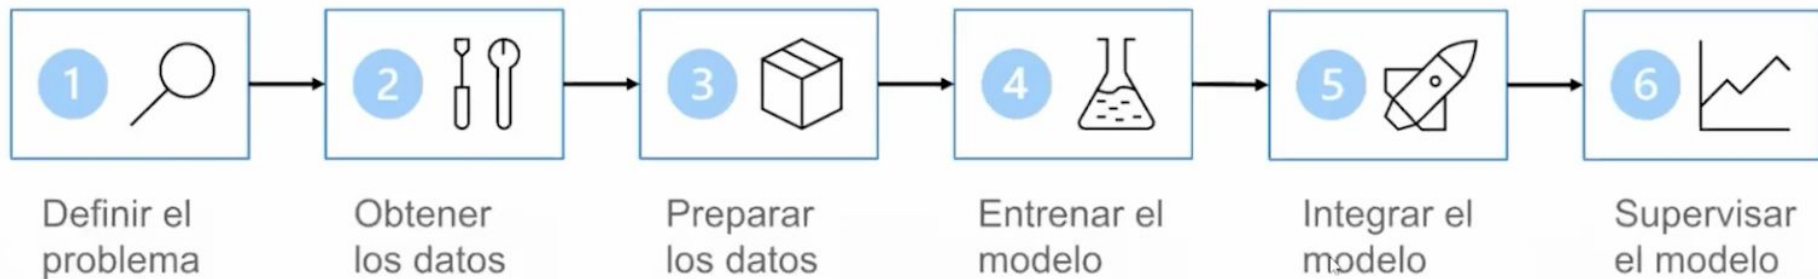 1
2
3
4
5
6
Definir el
problema
Obtener
los datos
Preparar
los datos
Entrenar el
modelo
Integrar el
modelo
Supervisar
el modelo